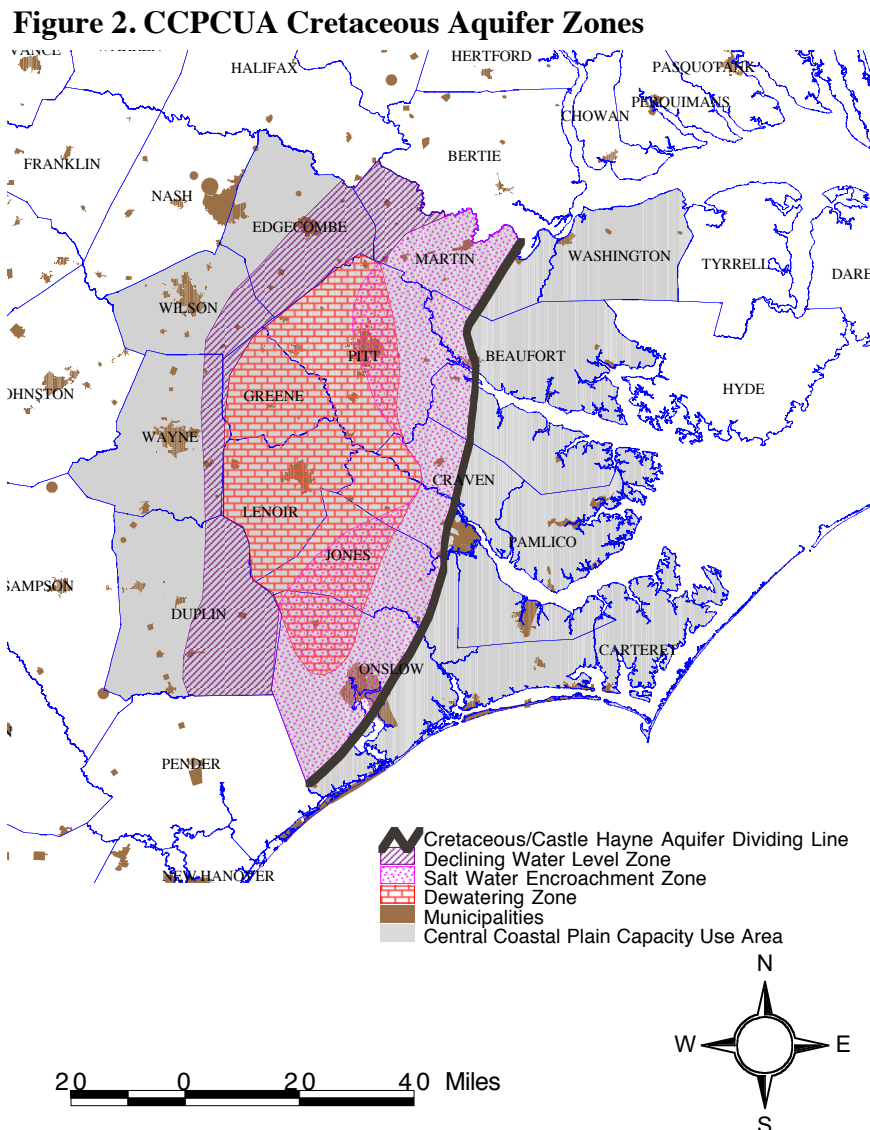 Figure 2. CCPCUA Cretaceous Aquifer Zones
VANCE
HALIFAX
HERTFORD
PASQUOTANK
PERQUIMANS
CHOWAN
FRANKLIN
BERTIE
NASH
EDGECOMBE
MARTIN
WASHINGTON
TYRRELL
DARE
WILSON
PITT
BEAUFORT
GREENE
HYDE
OHNSTON
WAYNE
CRAVEN
LENOIR
PAMLICO
JONES
SAMPSON
DUPLIN
CARTERET
ONSLOW
PENDER
NEW HANOVER
Cretaceous/Castle Hayne Aquifer Dividing Line
Declining Water Level Zone
Salt Water Encroachment Zone
Dewatering Zone
Municipalities
Central Coastal Plain Capacity Use Area
N
W E
S
20 0 20 40 Miles